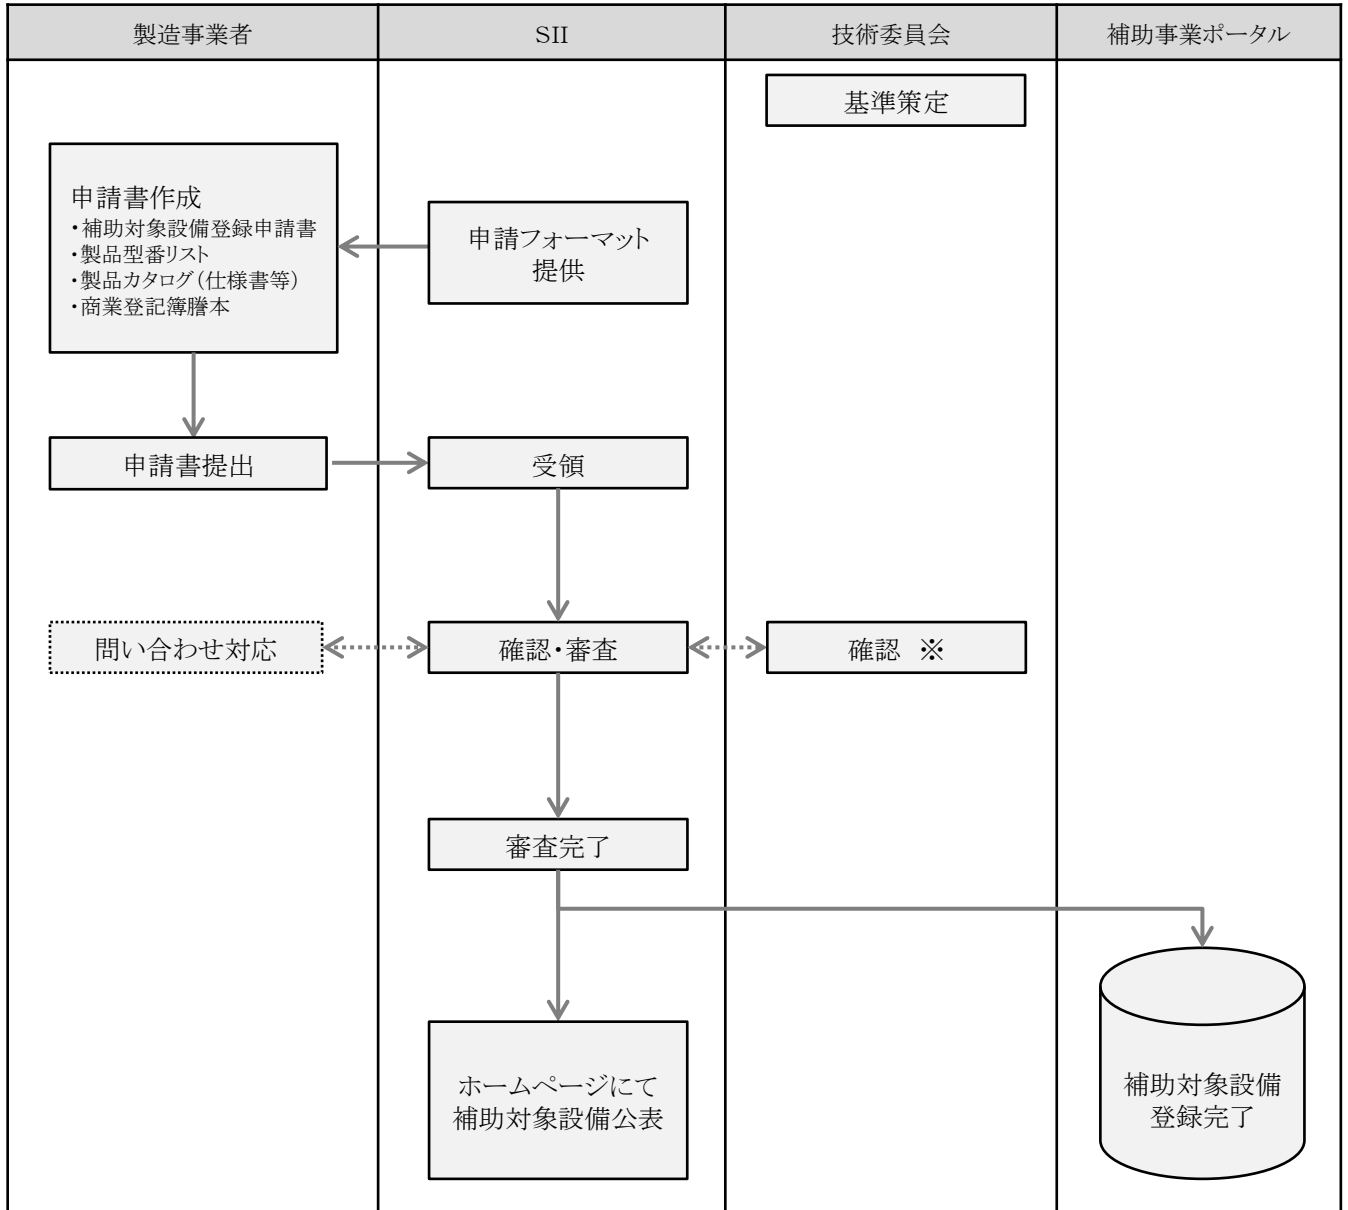 製造事業者
SII
技術委員会
補助事業ポータル
基準策定
申請書作成
・補助対象設備登録申請書
・製品型番リスト
・製品カタログ(仕様書等)
・商業登記簿謄本
申請フォーマット
提供
申請書提出
受領
問い合わせ対応
確認・審査
確認 ※
審査完了
ホームページにて
補助対象設備公表
補助対象設備
登録完了